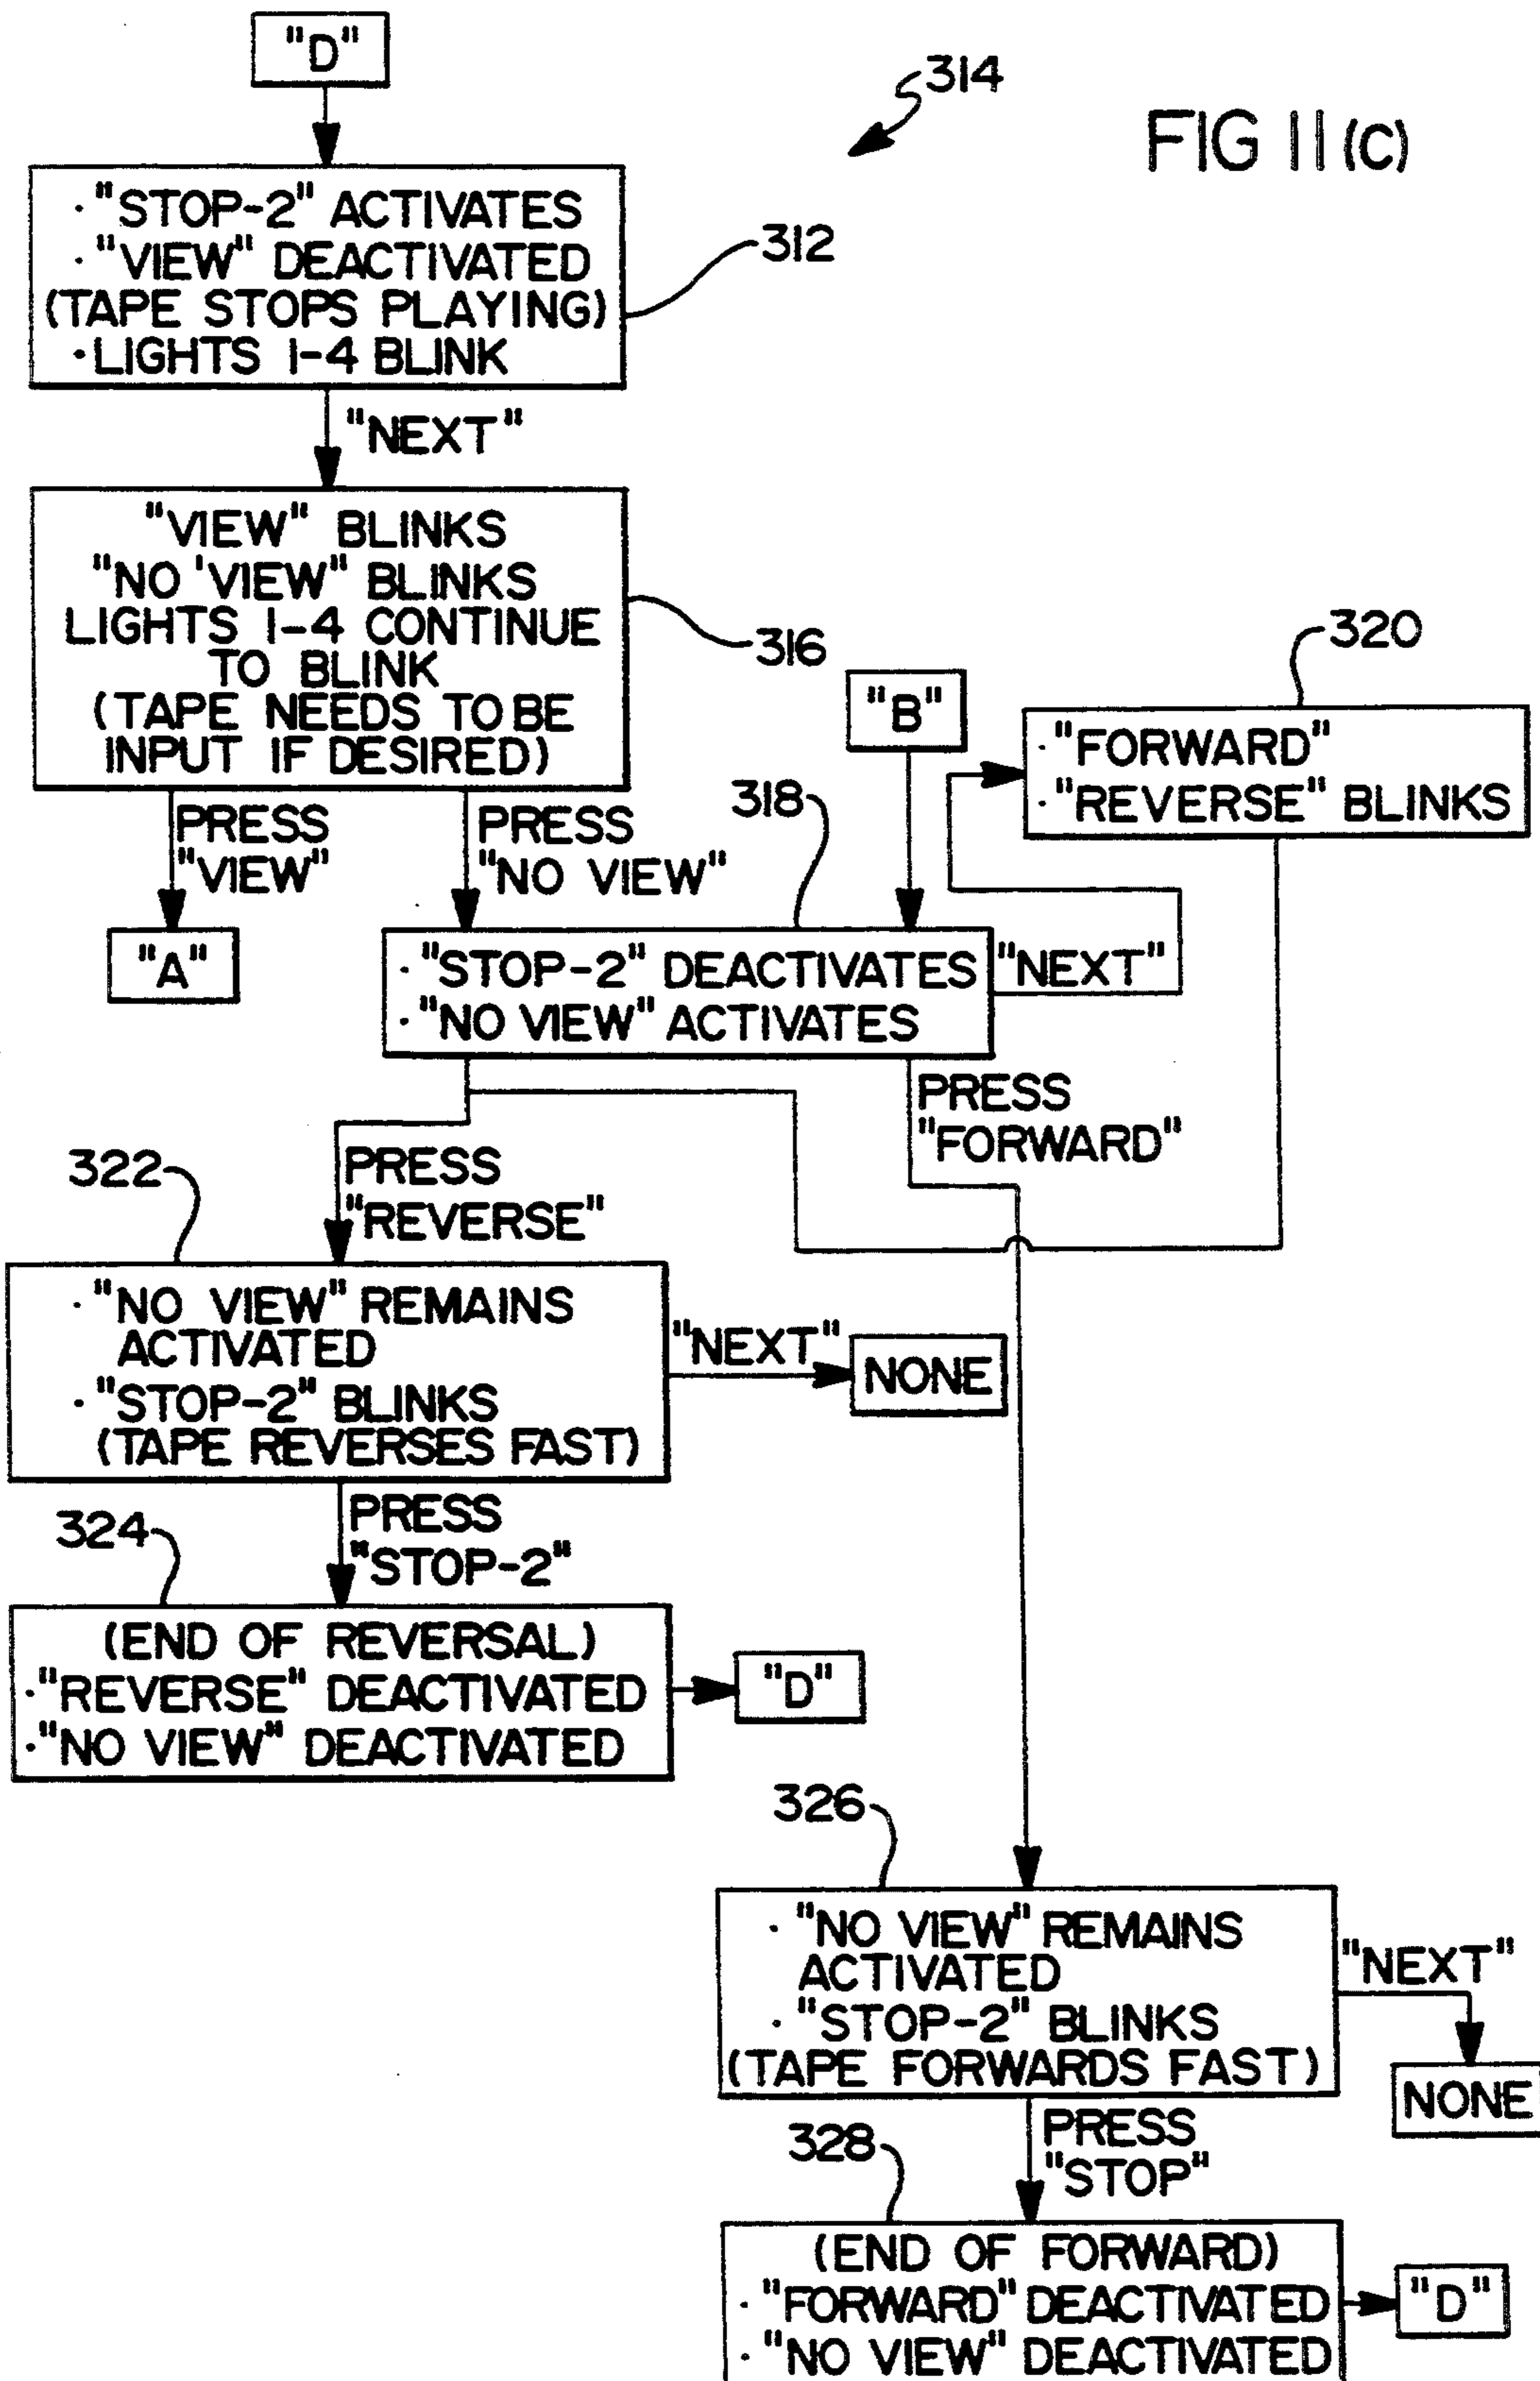 "D"
314
FIG 11(C)
· "STOP-2" ACTIVATES
· "VIEW" DEACTIVATED
(TAPE STOPS PLAYING)
· LIGHTS 1-4 BLINK
312
"NEXT"
"VIEW" BLINKS
"NO 'VIEW" BLINKS
LIGHTS 1-4 CONTINUE
TO BLINK
(TAPE NEEDS TO BE
INPUT IF DESIRED)
316
PRESS
"VIEW"
PRESS
"NO VIEW"
"A"
"B"
318
320
· "FORWARD"
· "REVERSE" BLINKS
· "STOP-2" DEACTIVATES
· "NO VIEW" ACTIVATES
"NEXT"
PRESS
"REVERSE"
PRESS
"FORWARD"
322
· "NO VIEW" REMAINS
ACTIVATED
· "STOP-2" BLINKS
(TAPE REVERSES FAST)
"NEXT"
NONE
PRESS
"STOP-2"
324
(END OF REVERSAL)
· "REVERSE" DEACTIVATED
· "NO VIEW" DEACTIVATED
"D"
326
· "NO VIEW" REMAINS
ACTIVATED
· "STOP-2" BLINKS
(TAPE FORWARDS FAST)
"NEXT"
NONE
PRESS
"STOP"
328
(END OF FORWARD)
· "FORWARD" DEACTIVATED
· "NO VIEW" DEACTIVATED
"D"